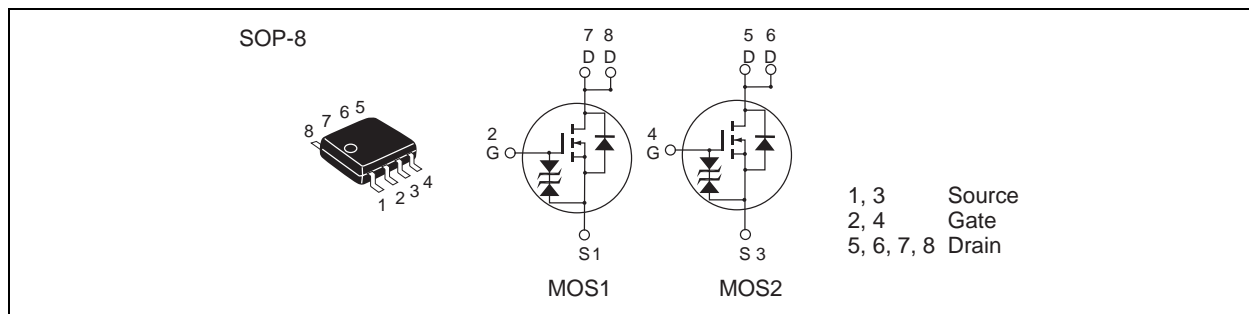 SOP-8
8 7 6 5
1 2 3 4
7 8
D D
2
G
S 1
MOS1
5 6
D D
4
G
S 3
MOS2
1, 3 Source
2, 4 Gate
5, 6, 7, 8 Drain